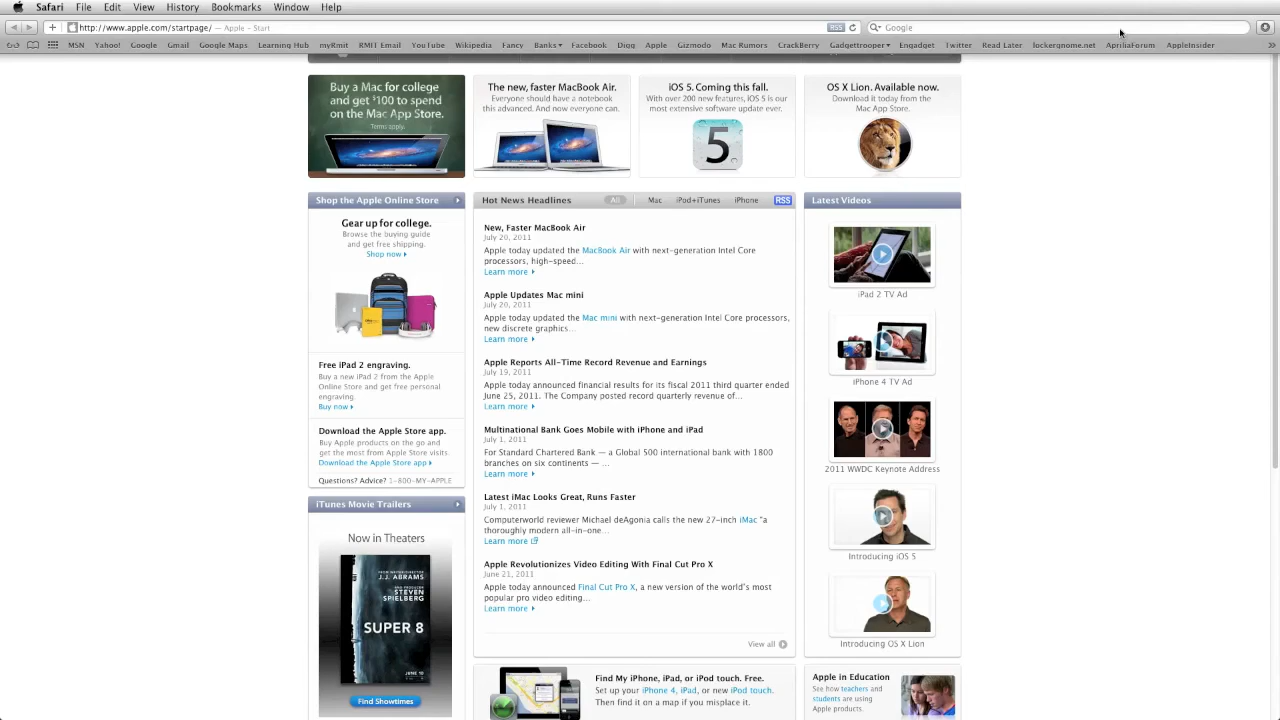 Safari File Edit View History Bookmarks Window Help
http://www.apple.com/startpage/ — Apple – Start RSS Google
MSN Yahoo! Google Gmail Google Maps Learning Hub myRmit RMIT Email YouTube Wikipedia Fancy Banks Facebook Digg Apple Gizmodo Mac Rumors CrackBerry Gadgettrooper Engadget Twitter Read Later lockergnome.net ApriliaForum AppleInsider
Buy a Mac for college
and get $100 to spend
on the Mac App Store.
Terms apply.
The new, faster MacBook Air.
Everyone should have a notebook
this advanced. And now everyone can.
iOS 5. Coming this fall.
With over 200 new features, iOS 5 is our
most extensive software update ever.
5
OS X Lion. Available now.
Download it today from the
Mac App Store.
Shop the Apple Online Store
Gear up for college.
Browse the buying guide
and get free shipping.
Shop now
Free iPad 2 engraving.
Buy a new iPad 2 from the Apple
Online Store and get free personal
engraving.
Buy now
Download the Apple Store app.
Buy Apple products on the go and
get the most from Apple Store visits.
Download the Apple Store app
Questions? Advice? 1-800-MY-APPLE
iTunes Movie Trailers
Now in Theaters
J.J. ABRAMS
STEVEN
SPIELBERG
SUPER 8
JUNE 10
Find Showtimes
Hot News Headlines All Mac iPod+iTunes iPhone RSS
New, Faster MacBook Air
July 20, 2011
Apple today updated the MacBook Air with next-generation Intel Core
processors, high-speed...
Learn more
Apple Updates Mac mini
July 20, 2011
Apple today updated the Mac mini with next-generation Intel Core processors,
new discrete graphics...
Learn more
Apple Reports All-Time Record Revenue and Earnings
July 19, 2011
Apple today announced financial results for its fiscal 2011 third quarter ended
June 25, 2011. The Company posted record quarterly revenue of...
Learn more
Multinational Bank Goes Mobile with iPhone and iPad
July 1, 2011
For Standard Chartered Bank — a Global 500 international bank with 1800
branches on six continents — ...
Learn more
Latest iMac Looks Great, Runs Faster
July 1, 2011
Computerworld reviewer Michael deAgonia calls the new 27-inch iMac "a
thoroughly modern all-in-one...
Learn more
Apple Revolutionizes Video Editing With Final Cut Pro X
June 21, 2011
Apple today announced Final Cut Pro X, a new version of the world's most
popular pro video editing...
Learn more
View all
Latest Videos
iPad 2 TV Ad
iPhone 4 TV Ad
2011 WWDC Keynote Address
Introducing iOS 5
Introducing OS X Lion
Find My iPhone, iPad, or iPod touch. Free.
Set up your iPhone 4, iPad, or new iPod touch.
Then find it on a map if you misplace it.
Apple in Education
See how teachers and
students are using
Apple products.